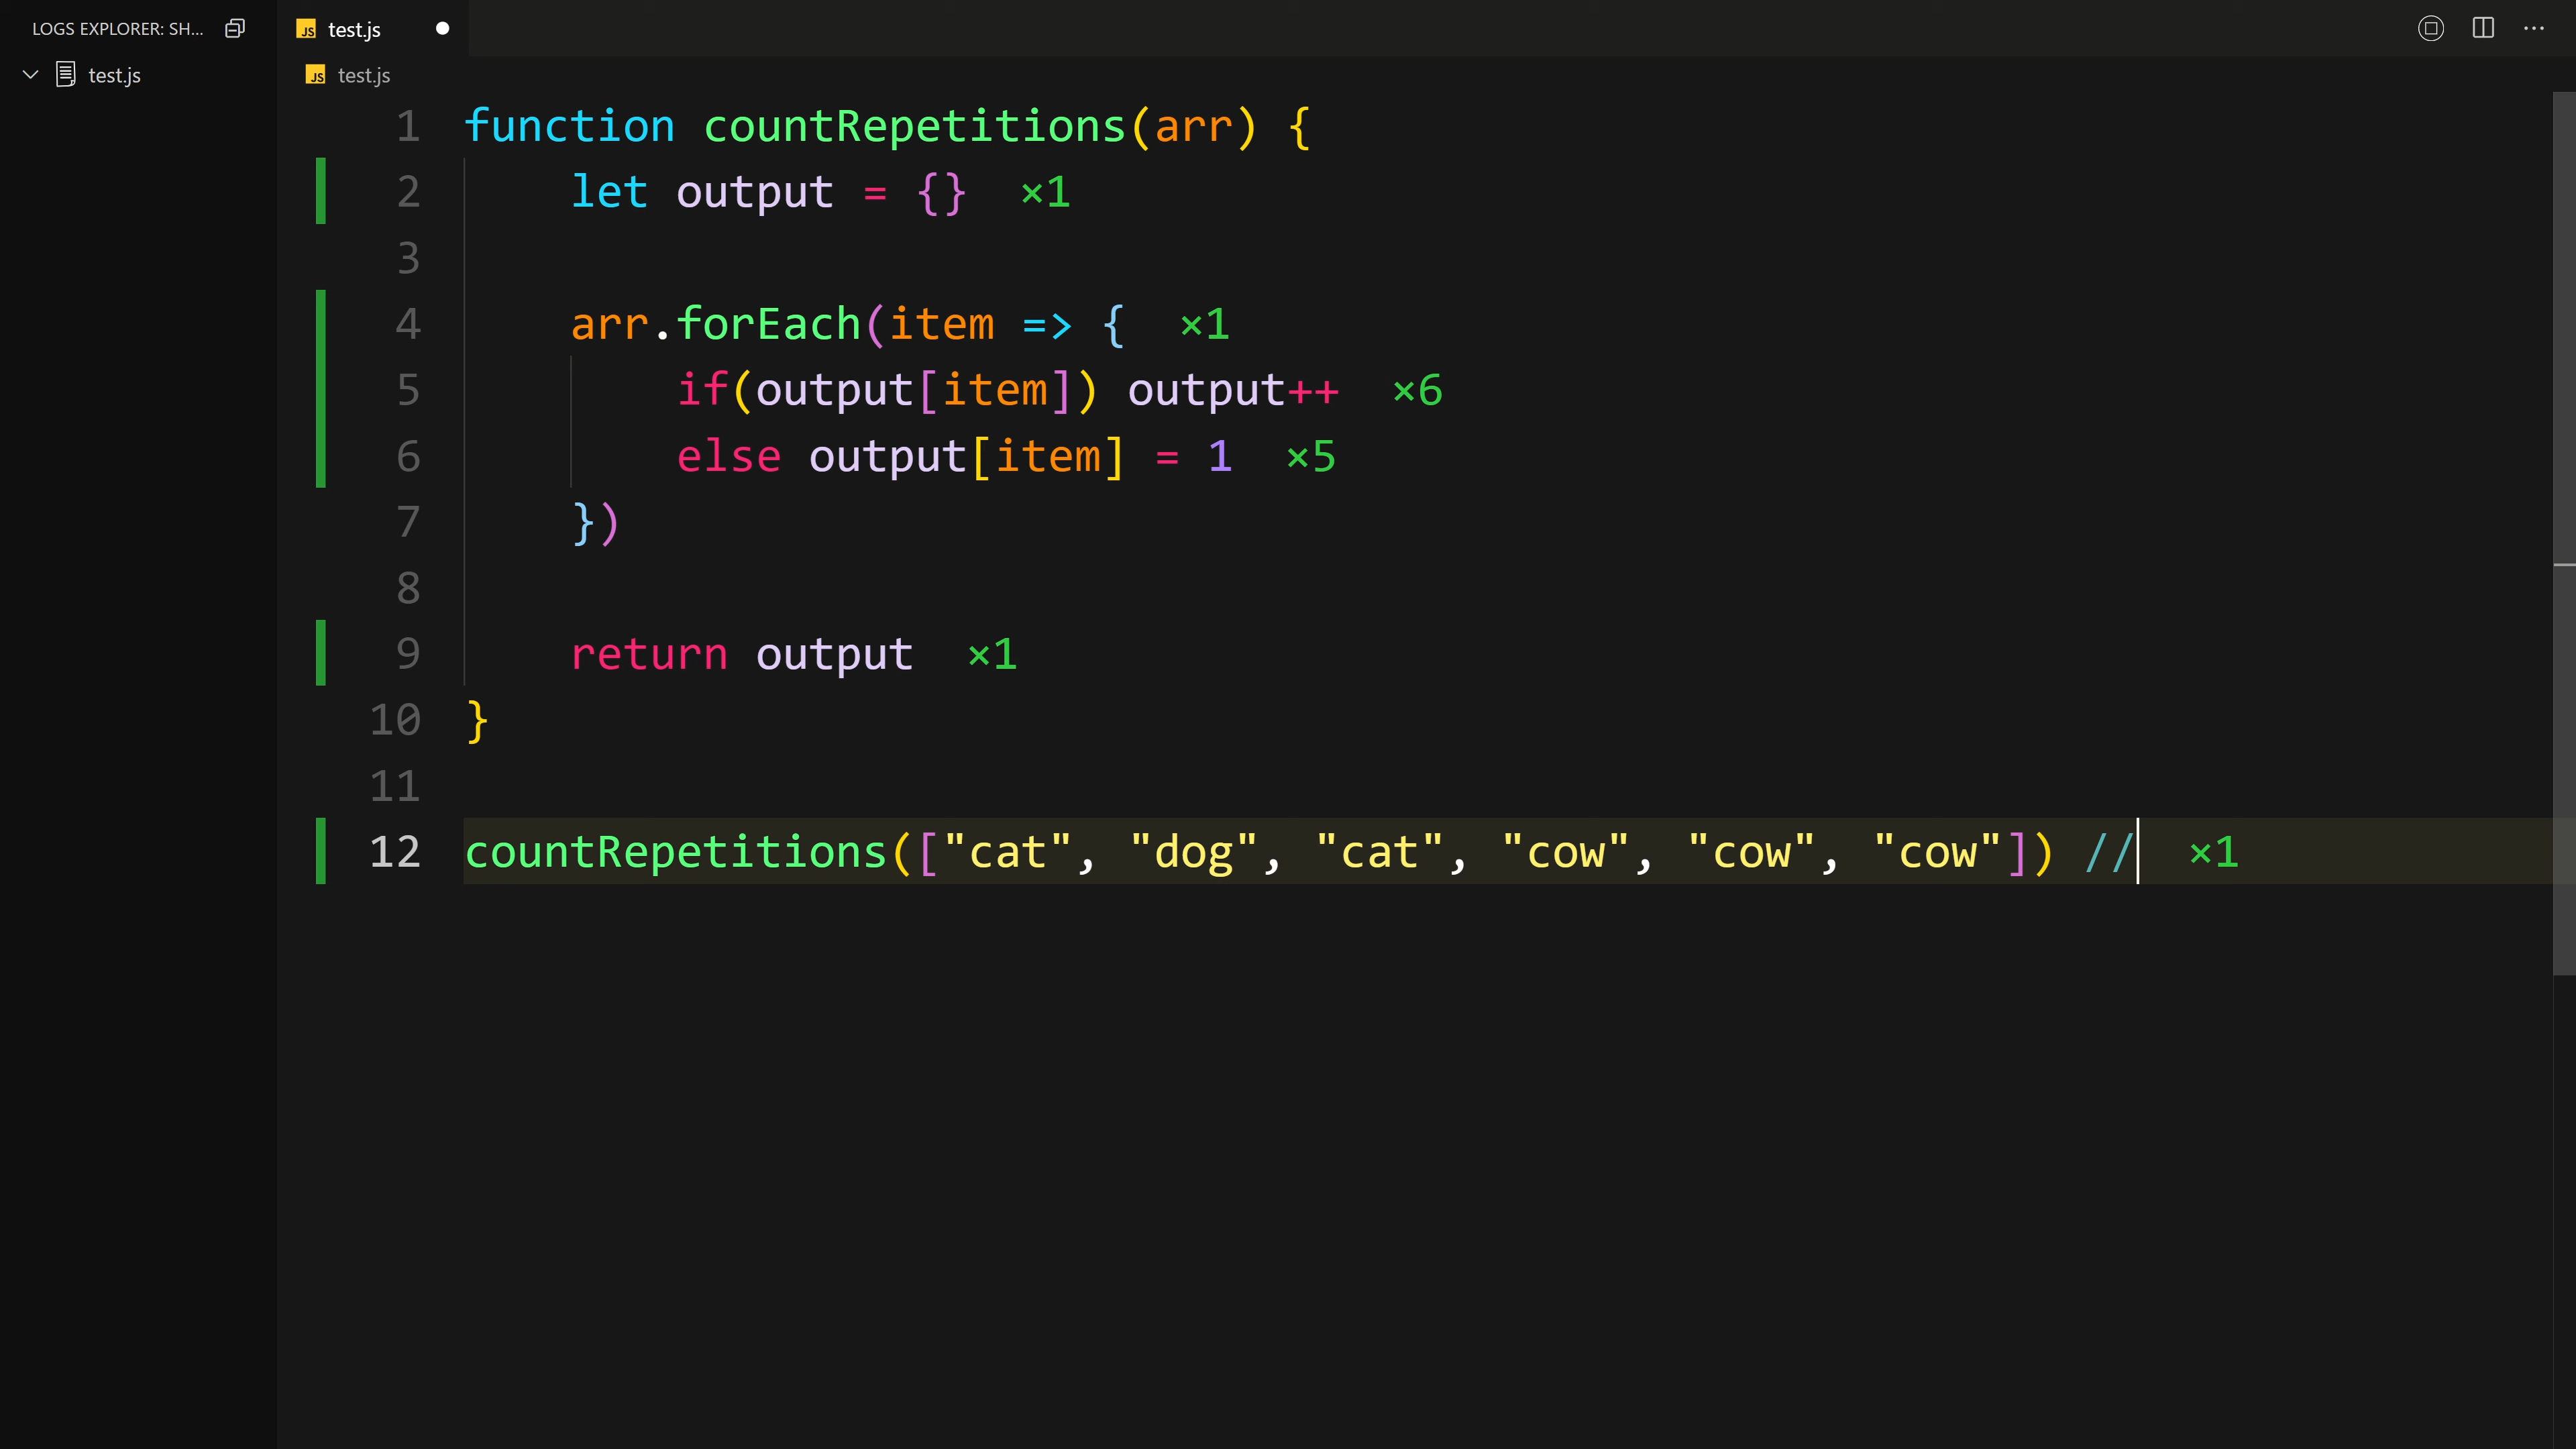 LOGS EXPLORER: SH...
test.js
JS test.js
JS test.js
1 function countRepetitions(arr) {
2 let output = {} ×1
3
4 arr.forEach(item => { ×1
5 if(output[item]) output++ ×6
6 else output[item] = 1 ×5
7 })
8
9 return output ×1
10 }
11
12 countRepetitions(["cat", "dog", "cat", "cow", "cow", "cow"]) // ×1